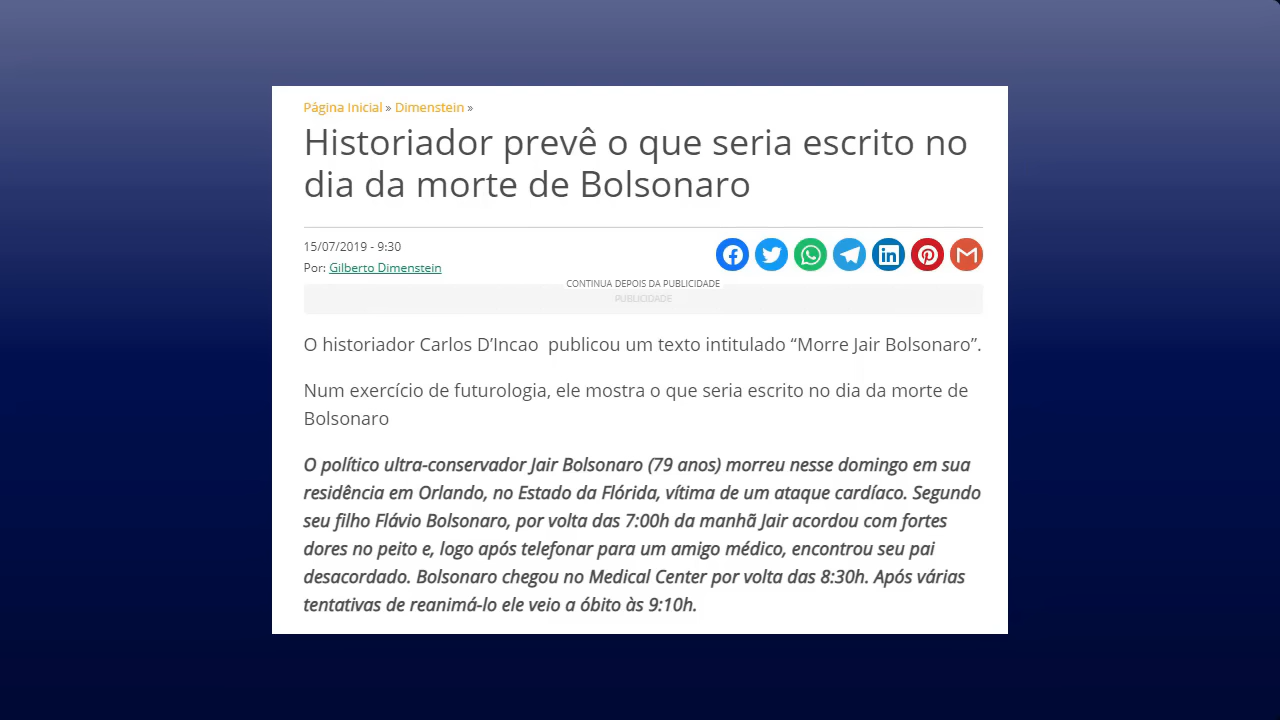 Página Inicial » Dimenstein »
Historiador prevê o que seria escrito no
dia da morte de Bolsonaro
15/07/2019 - 9:30
Por: Gilberto Dimenstein
CONTINUA DEPOIS DA PUBLICIDADE
PUBLICIDADE
O historiador Carlos D’Incao  publicou um texto intitulado “Morre Jair Bolsonaro”.
Num exercício de futurologia, ele mostra o que seria escrito no dia da morte de
Bolsonaro
O político ultra-conservador Jair Bolsonaro (79 anos) morreu nesse domingo em sua
residência em Orlando, no Estado da Flórida, vítima de um ataque cardíaco. Segundo
seu filho Flávio Bolsonaro, por volta das 7:00h da manhã Jair acordou com fortes
dores no peito e, logo após telefonar para um amigo médico, encontrou seu pai
desacordado. Bolsonaro chegou no Medical Center por volta das 8:30h. Após várias
tentativas de reanimá-lo ele veio a óbito às 9:10h.